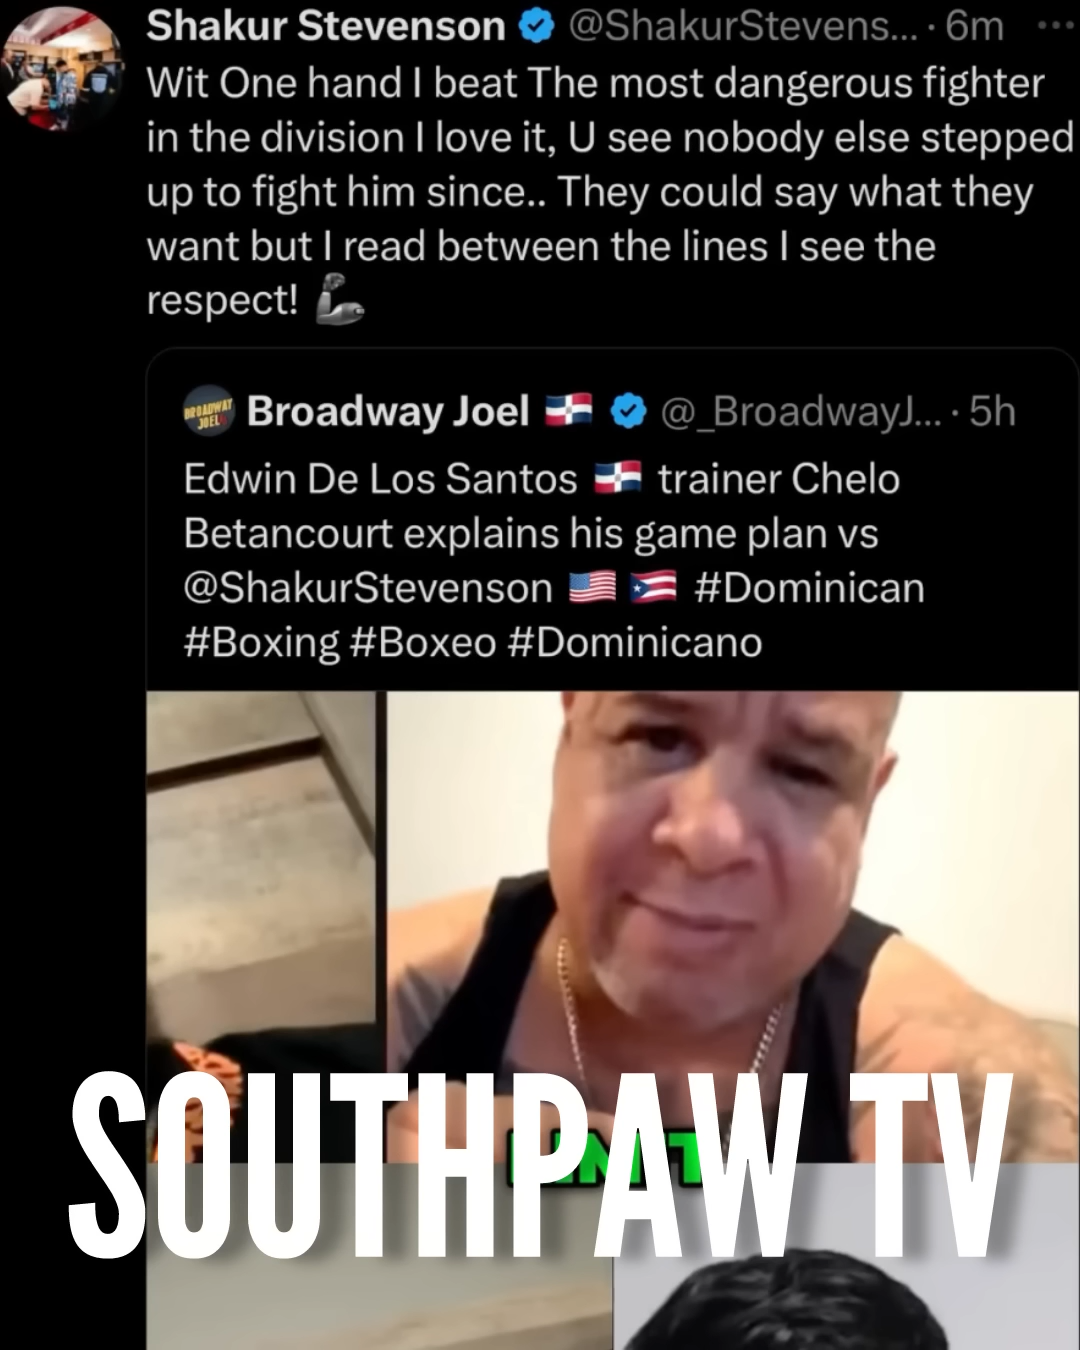 Shakur Stevenson @ShakurStevens... · 6m
Wit One hand I beat The most dangerous fighter
in the division I love it, U see nobody else stepped
up to fight him since.. They could say what they
want but I read between the lines I see the
respect! 🦾
BROADWAY
JOEL
Broadway Joel 🇩🇴 @_BroadwayJ... · 5h
Edwin De Los Santos 🇩🇴 trainer Chelo
Betancourt explains his game plan vs
@ShakurStevenson 🇺🇸 🇵🇷 #Dominican
#Boxing #Boxeo #Dominicano
SOUTHPAW TV